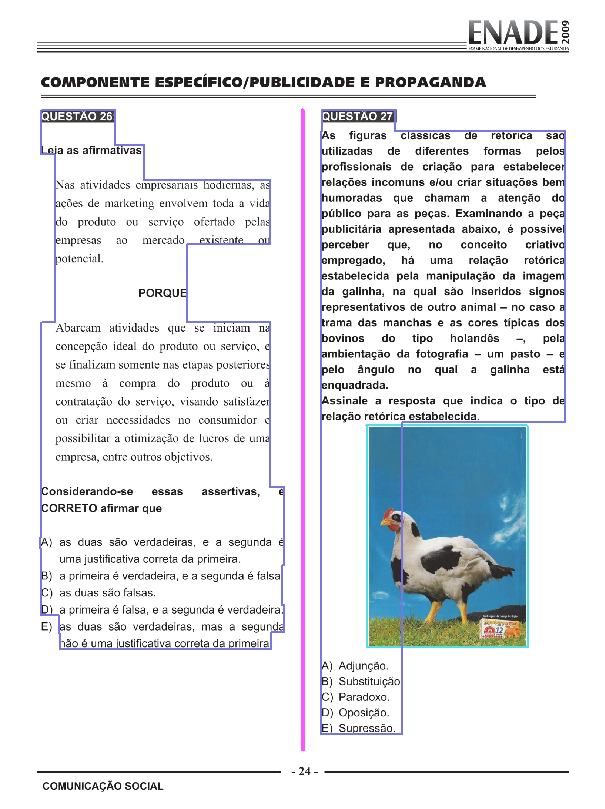 ENADE 2009
COMPONENTE ESPECÍFICO/PUBLICIDADE E PROPAGANDA
QUESTÃO 26
Leia as afirmativas
Nas atividades empresariais hodiernas, as
ações de marketing envolvem toda a vida
do produto ou serviço ofertado pelas
empresas ao mercado existente ou
potencial.
PORQUE
Abarcam atividades que se iniciam na
concepção ideal do produto ou serviço, e
se finalizam somente nas etapas posteriores
mesmo à compra do produto ou à
contratação do serviço, visando satisfazer
ou criar necessidades no consumidor e
possibilitar a otimização de lucros de uma
empresa, entre outros objetivos.
Considerando-se essas assertivas, é
CORRETO afirmar que
A) as duas são verdadeiras, e a segunda é
uma justificativa correta da primeira.
B) a primeira é verdadeira, e a segunda é falsa.
C) as duas são falsas.
D) a primeira é falsa, e a segunda é verdadeira.
E) as duas são verdadeiras, mas a segunda
não é uma justificativa correta da primeira.
QUESTÃO 27
As figuras clássicas de retórica são
utilizadas de diferentes formas pelos
profissionais de criação para estabelecer
relações incomuns e/ou criar situações bem
humoradas que chamam a atenção do
público para as peças. Examinando a peça
publicitária apresentada abaixo, é possível
perceber que, no conceito criativo
empregado, há uma relação retórica
estabelecida pela manipulação da imagem
da galinha, na qual são inseridos signos
representativos de outro animal – no caso a
trama das manchas e as cores típicas dos
bovinos do tipo holandês –, pela
ambientação da fotografia – um pasto – e
pelo ângulo no qual a galinha está
enquadrada.
Assinale a resposta que indica o tipo de
relação retórica estabelecida.
A) Adjunção.
B) Substituição.
C) Paradoxo.
D) Oposição.
E) Supressão.
- 24 -
COMUNICAÇÃO SOCIAL